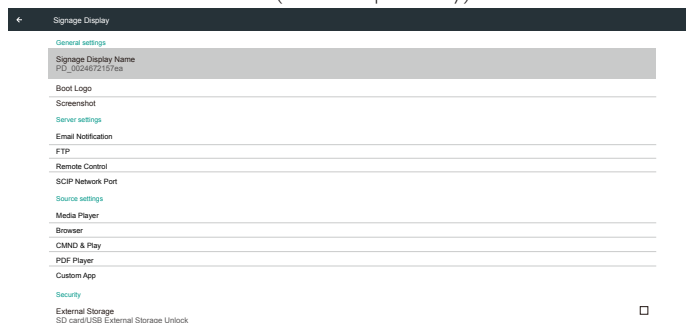 Signage Display
General settings
Signage Display Name
PD_0024672157ea
Boot Logo
Screenshot
Server settings
Email Notification
FTP
Remote Control
SCIP Network Port
Source settings
Media Player
Browser
CMND & Play
PDF Player
Custom App
Security
External Storage
SD card/USB External Storage Unlock